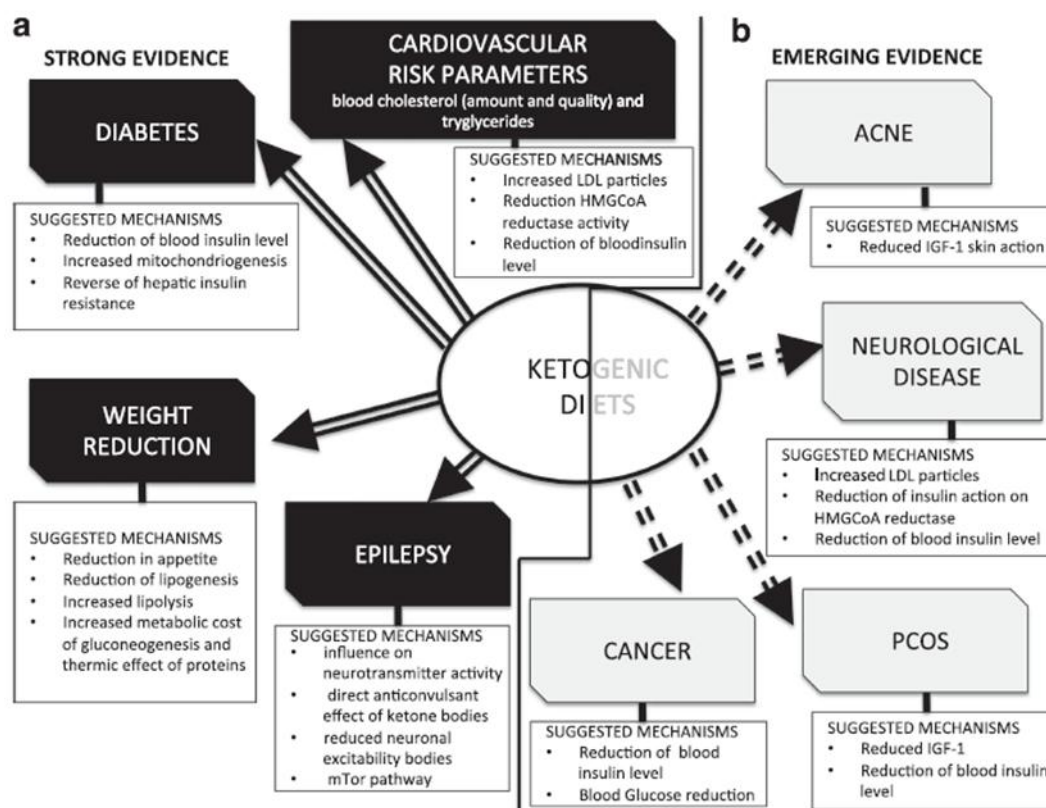 a
STRONG EVIDENCE
DIABETES
SUGGESTED MECHANISMS
• Reduction of blood insulin level
• Increased mitochondriogenesis
• Reverse of hepatic insulin
resistance
CARDIOVASCULAR
RISK PARAMETERS
blood cholesterol (amount and quality) and
tryglycerides
SUGGESTED MECHANISMS
• Increased LDL particles
• Reduction HMGCoA
reductase activity
• Reduction of bloodinsulin
level
WEIGHT
REDUCTION
SUGGESTED MECHANISMS
• Reduction in appetite
• Reduction of lipogenesis
• Increased lipolysis
• Increased metabolic cost
of gluconeogenesis and
thermic effect of proteins
EPILEPSY
SUGGESTED MECHANISMS
• influence on
neurotransmitter activity
• direct anticonvulsant
effect of ketone bodies
• reduced neuronal
excitability bodies
• mTor pathway
KETOGENIC
DIETS
b
EMERGING EVIDENCE
ACNE
SUGGESTED MECHANISMS
• Reduced IGF-1 skin action
NEUROLOGICAL
DISEASE
SUGGESTED MECHANISMS
• Increased LDL particles
• Reduction of insulin action on
HMGCoA reductase
• Reduction of blood insulin level
CANCER
SUGGESTED MECHANISMS
• Reduction of blood
insulin level
• Blood Glucose reduction
PCOS
SUGGESTED MECHANISMS
• Reduced IGF-1
• Reduction of blood insulin
level